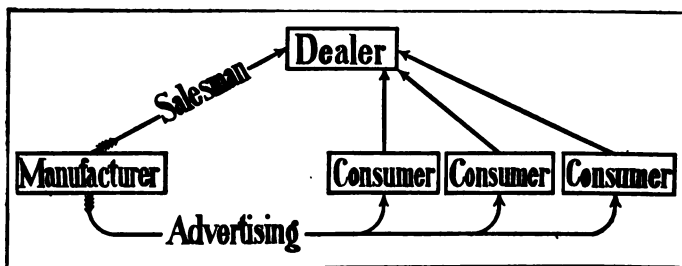 Dealer
Salesman
Manufacturer
Consumer
Consumer
Consumer
Advertising